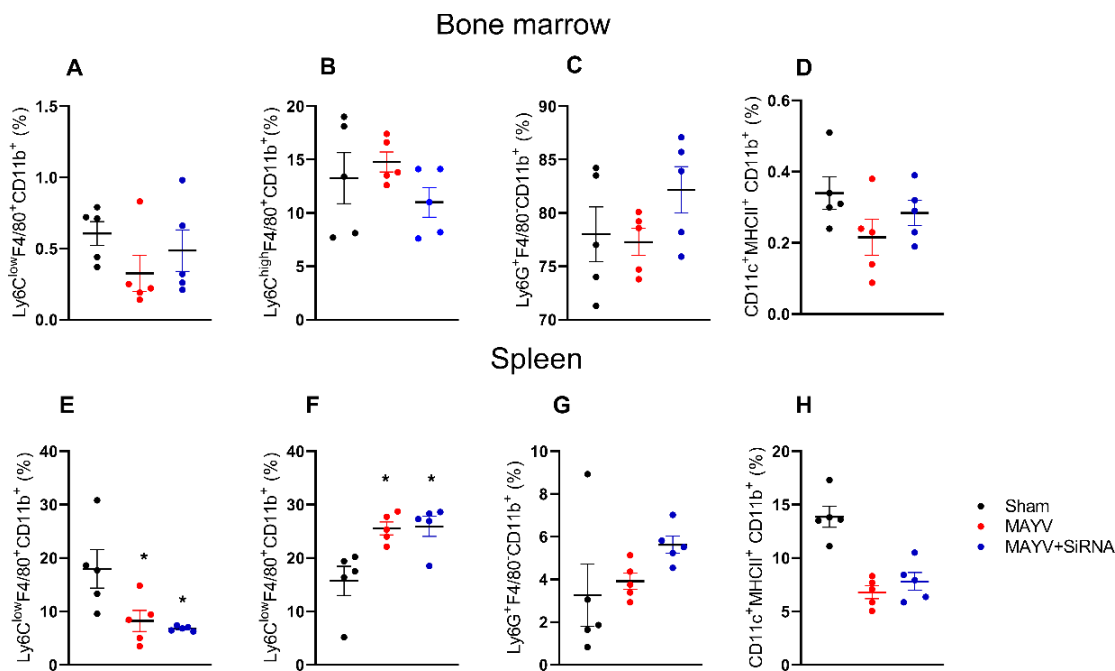 Bone marrow
A
B
C
D
Ly6C^low F4/80^+ CD11b^+ (%)
1.5
1.0
0.5
0.0
Ly6C^high F4/80^+ CD11b^+ (%)
20
15
10
5
0
Ly6G^+ F4/80^- CD11b^+ (%)
90
85
80
75
70
CD11c^+ MHCII^+ CD11b^+ (%)
0.6
0.4
0.2
0.0
Spleen
E
F
G
H
Ly6C^low F4/80^+ CD11b^+ (%)
40
30
20
10
0
*
*
Ly6C^low F4/80^+ CD11b^+ (%)
40
30
20
10
0
*
*
Ly6G^+ F4/80^- CD11b^+ (%)
10
8
6
4
2
0
CD11c^+ MHCII^+ CD11b^+ (%)
20
15
10
5
0
Sham
MAYV
MAYV+SiRNA